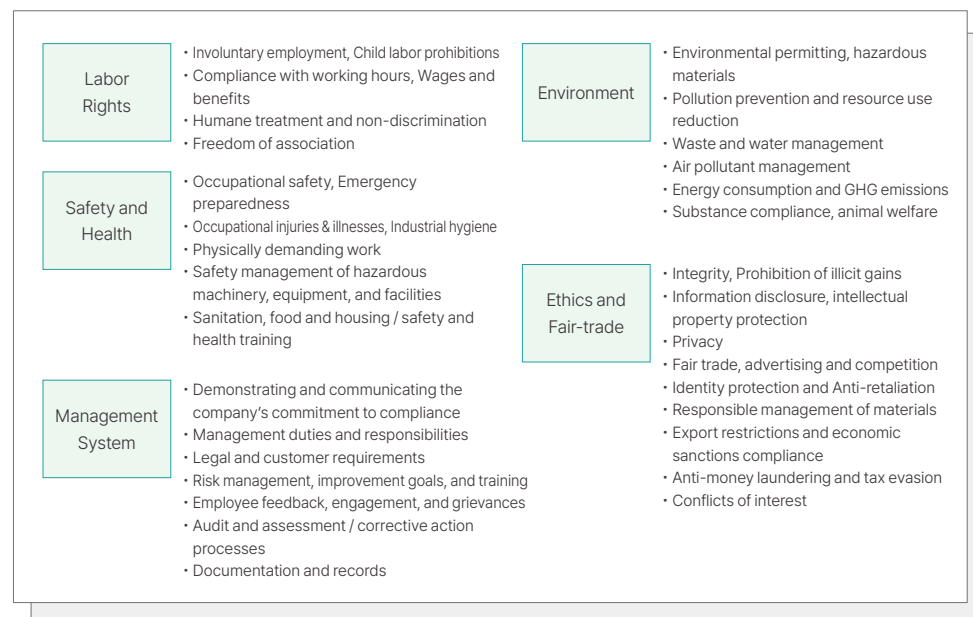 Labor
Rights
• Involuntary employment, Child labor prohibitions
• Compliance with working hours, Wages and
benefits
• Humane treatment and non-discrimination
• Freedom of association
Safety and
Health
• Occupational safety, Emergency
preparedness
• Occupational injuries & illnesses, Industrial hygiene
• Physically demanding work
• Safety management of hazardous
machinery, equipment, and facilities
• Sanitation, food and housing / safety and
health training
Management
System
• Demonstrating and communicating the
company's commitment to compliance
• Management duties and responsibilities
• Legal and customer requirements
• Risk management, improvement goals, and training
• Employee feedback, engagement, and grievances
• Audit and assessment / corrective action
processes
• Documentation and records
Environment
• Environmental permitting, hazardous
materials
• Pollution prevention and resource use
reduction
• Waste and water management
• Air pollutant management
• Energy consumption and GHG emissions
• Substance compliance, animal welfare
Ethics and
Fair-trade
• Integrity, Prohibition of illicit gains
• Information disclosure, intellectual
property protection
• Privacy
• Fair trade, advertising and competition
• Identity protection and Anti-retaliation
• Responsible management of materials
• Export restrictions and economic
sanctions compliance
• Anti-money laundering and tax evasion
• Conflicts of interest